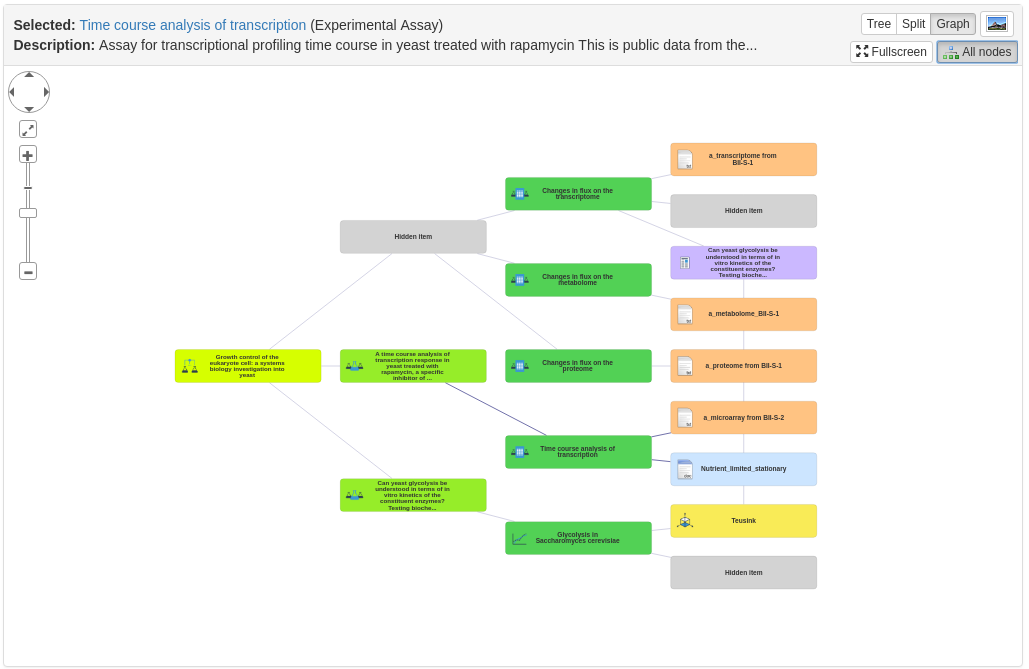 Selected: Time course analysis of transcription (Experimental Assay)
Description: Assay for transcriptional profiling time course in yeast treated with rapamycin This is public data from the...
Tree Split Graph
Fullscreen All nodes
a_transcriptome from
BII-S-1
Changes in flux on the
transcriptome
Hidden item
Hidden item
Can yeast glycolysis be
understood in terms of in
vitro kinetics of the
constituent enzymes?
Testing bioche...
Changes in flux on the
metabolome
a_metabolome_BII-S-1
Growth control of the
eukaryote cell: a systems
biology investigation into
yeast
A time course analysis of
transcription response in
yeast treated with
rapamycin, a specific
inhibitor of ...
Changes in flux on the
proteome
a_proteome from BII-S-1
a_microarray from BII-S-2
Time course analysis of
transcription
Nutrient_limited_stationary
Can yeast glycolysis be
understood in terms of in
vitro kinetics of the
constituent enzymes?
Testing bioche...
Teusink
Glycolysis in
Saccharomyces cerevisiae
Hidden item